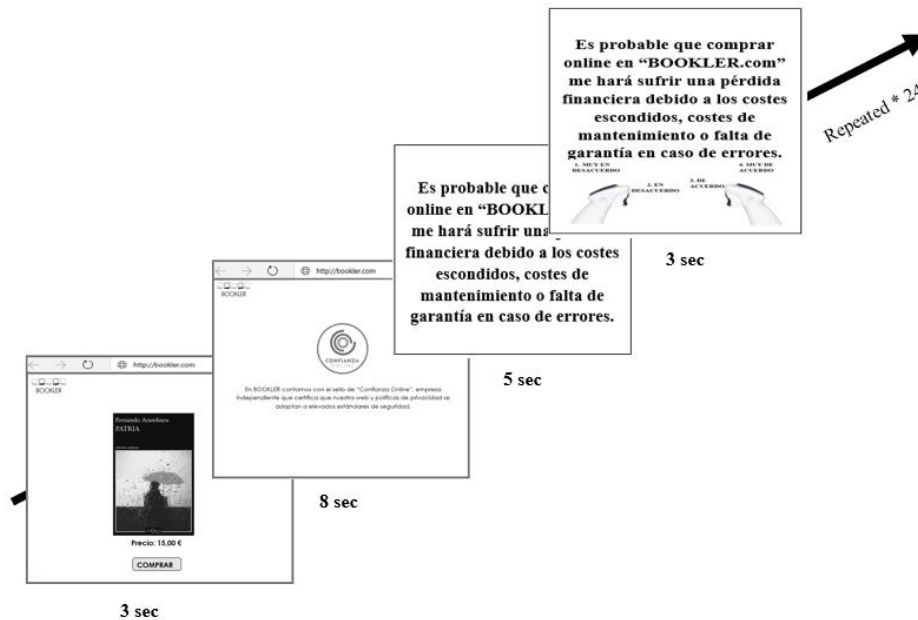 Es probable que comprar
online en “BOOKLER.com”
me hará sufrir una pérdida
financiera debido a los costes
escondidos, costes de
mantenimiento o falta de
garantía en caso de errores.
1. MUY EN
DESACUERDO
2. EN
DESACUERDO
3. DE
ACUERDO
4. MUY DE
ACUERDO
3 sec
Repeated * 24
Es probable que c
online en “BOOKL
me hará sufrir una
financiera debido a los costes
escondidos, costes de
mantenimiento o falta de
garantía en caso de errores.
5 sec
http://bookler.com
BOOKLER
CONFIANZA
ONLINE
En BOOKLER contamos con el sello de “Confianza Online”, empresa
independiente que certifica que nuestra web y políticas de privacidad se
adaptan a elevados estándares de seguridad.
8 sec
http://bookler.com
BOOKLER
Fernando Aramburu
PATRIA
Precio: 15,00 €
COMPRAR
3 sec